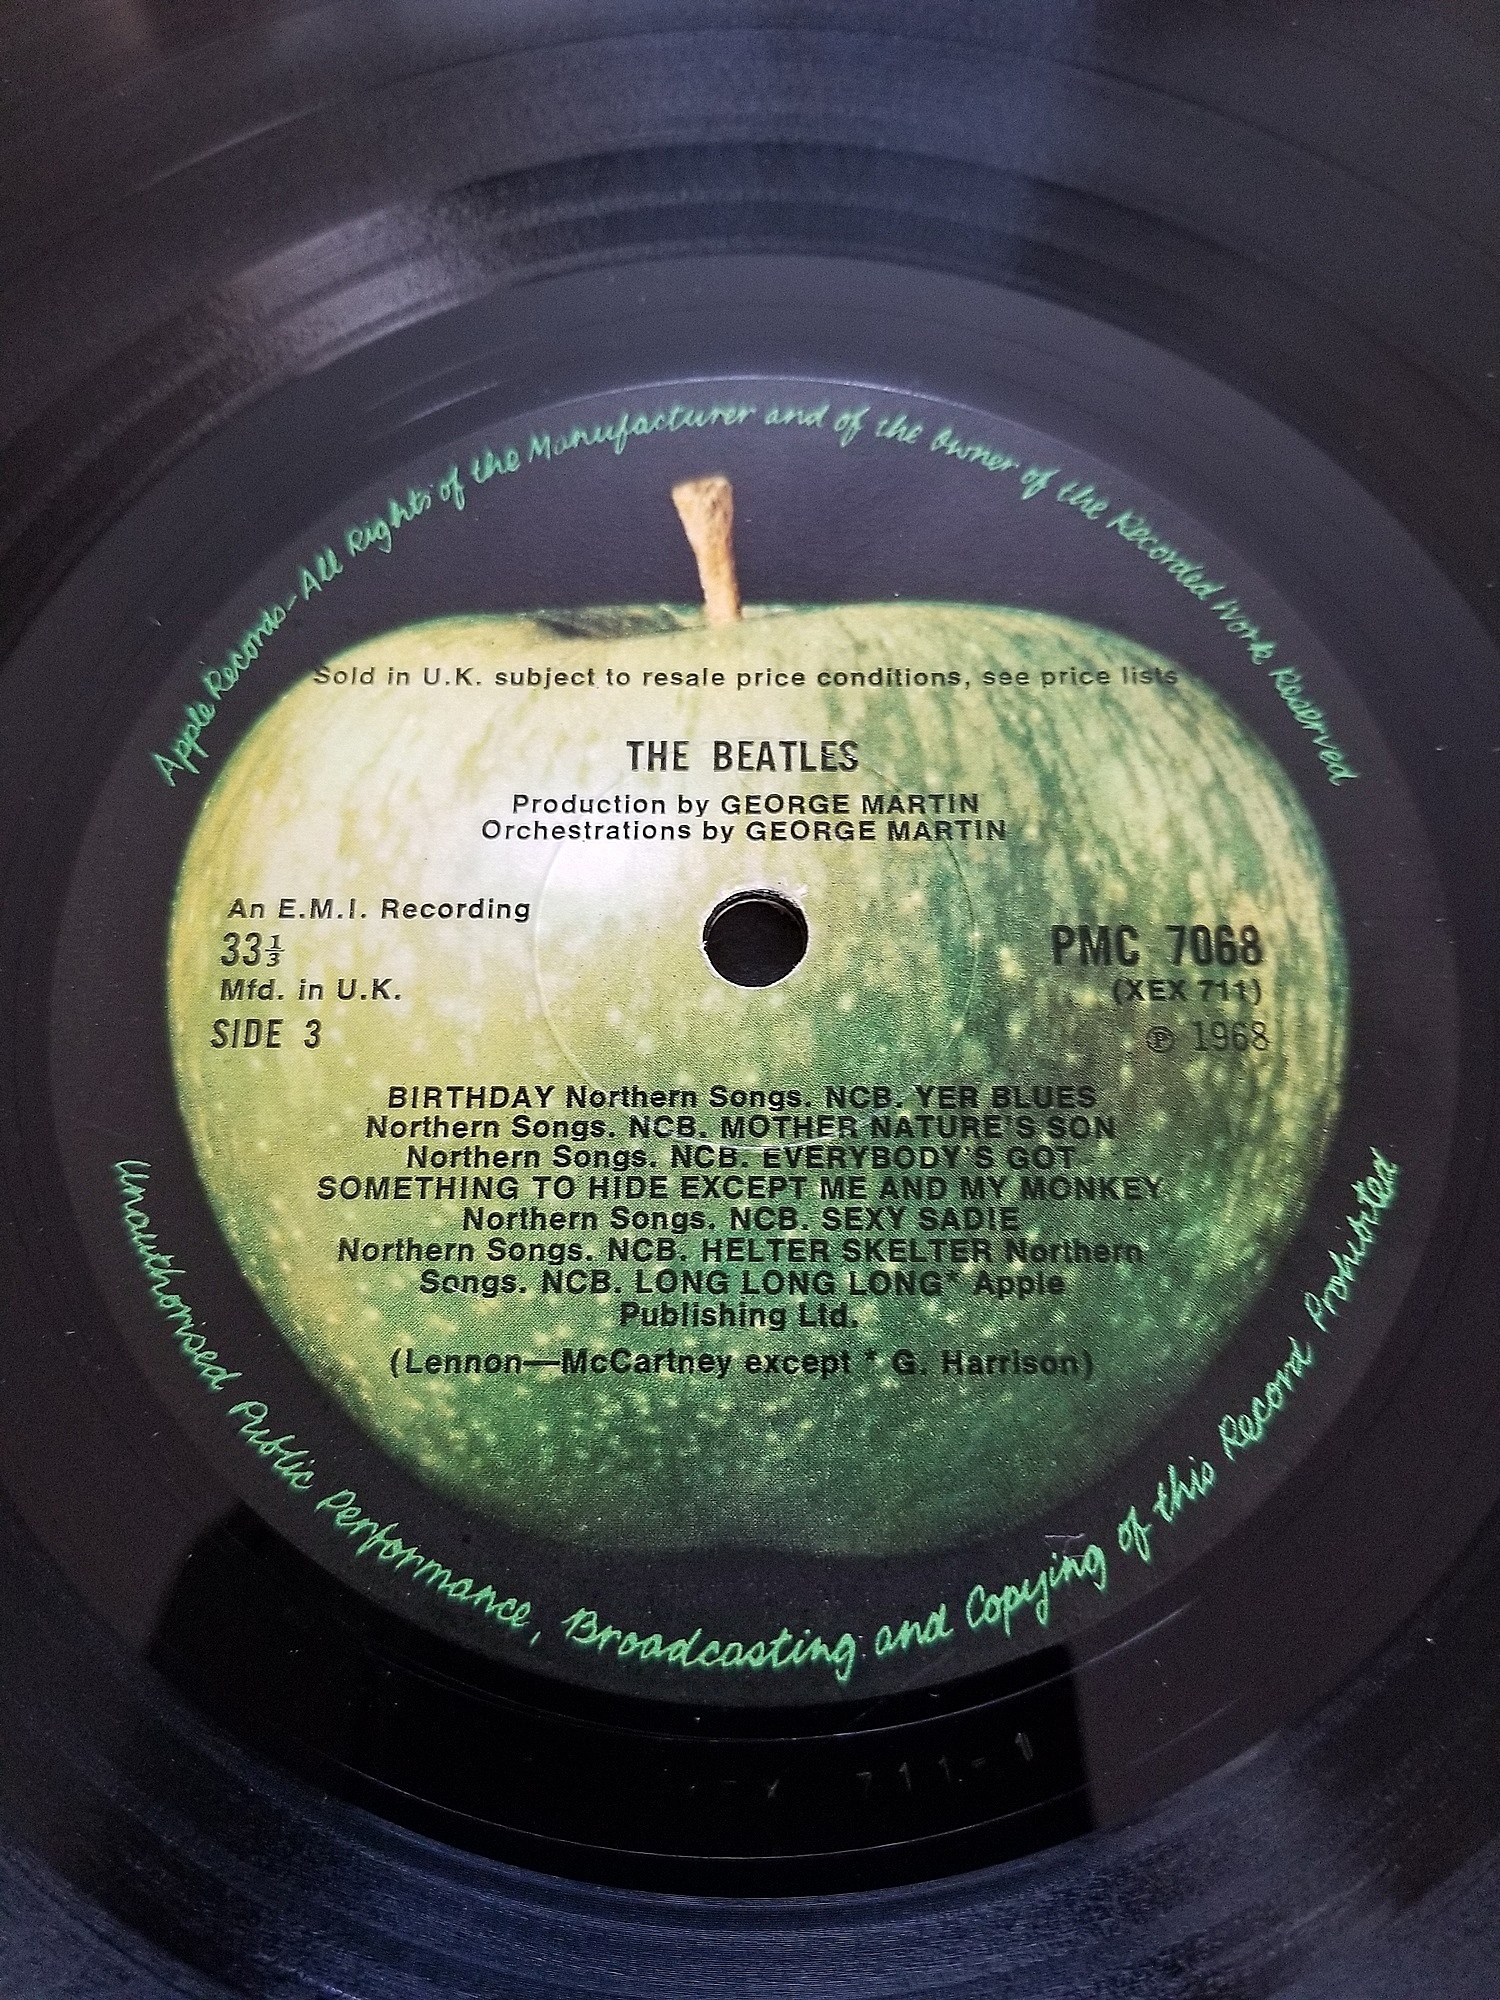 Apple Records-All Rights of the Manufacturer and of the Owner of the Recorded Work Reserved
Sold in U.K. subject to resale price conditions, see price lists
THE BEATLES
Production by GEORGE MARTIN
Orchestrations by GEORGE MARTIN
An E.M.I. Recording
33⅓
Mfd. in U.K.
SIDE 3
PMC 7068
(XEX 711)
℗ 1968
BIRTHDAY Northern Songs. NCB. YER BLUES
Northern Songs. NCB. MOTHER NATURE'S SON
Northern Songs. NCB. EVERYBODY'S GOT
SOMETHING TO HIDE EXCEPT ME AND MY MONKEY
Northern Songs. NCB. SEXY SADIE
Northern Songs. NCB. HELTER SKELTER Northern
Songs. NCB. LONG LONG LONG* Apple
Publishing Ltd.
(Lennon—McCartney except * G. Harrison)
Unauthorised Public Performance, Broadcasting and Copying of this Record Prohibited
711-1